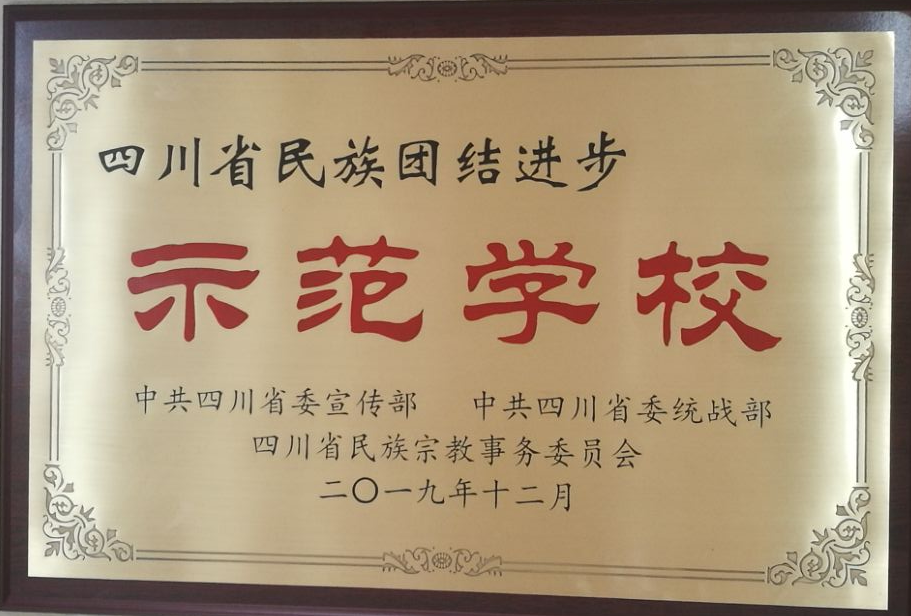 四川省民族团结进步
示范学校
中共四川省委宣传部 中共四川省委统战部
四川省民族宗教事务委员会
二〇一九年十二月